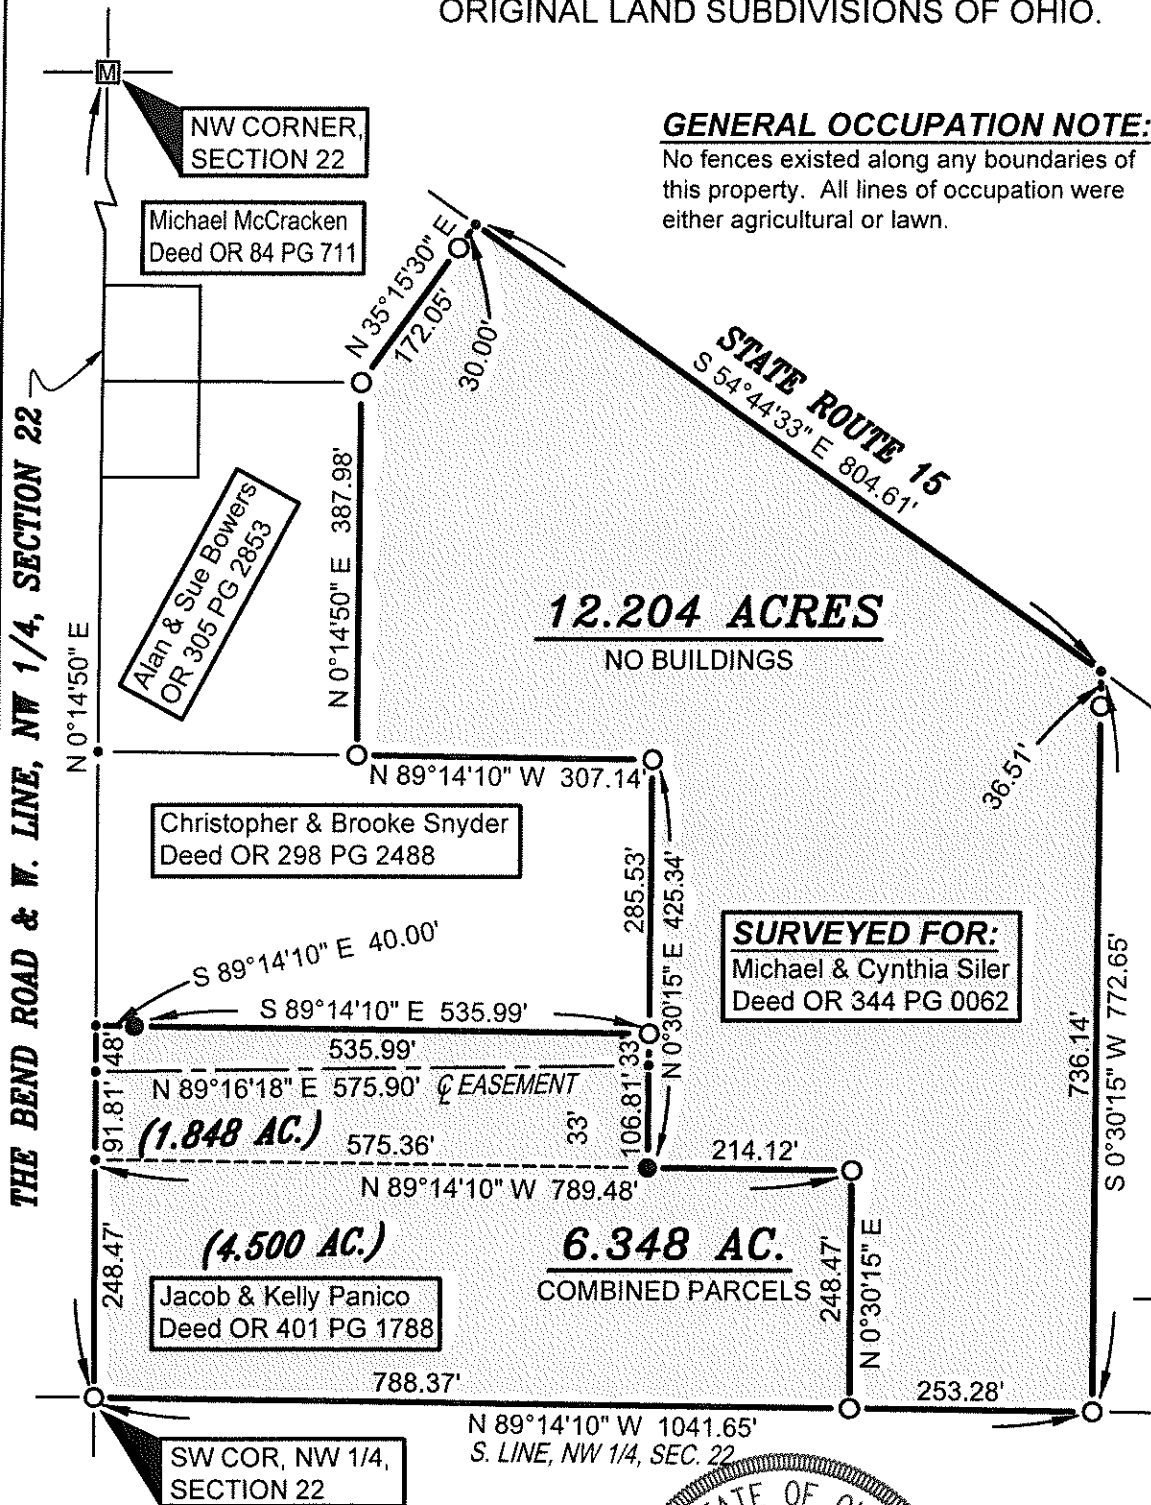 ORIGINAL LAND SUBDIVISIONS OF OHIO.
M
NW CORNER,
SECTION 22
GENERAL OCCUPATION NOTE:
No fences existed along any boundaries of
this property. All lines of occupation were
either agricultural or lawn.
Michael McCracken
Deed OR 84 PG 711
N 35°15'30" E
172.05'
30.00'
STATE ROUTE 15
S 54°44'33" E 804.61'
THE BEND ROAD & W. LINE, NW 1/4, SECTION 22
N 0°14'50" E
Alan & Sue Bowers
OR 305 PG 2853
N 0°14'50" E 387.98'
12.204 ACRES
NO BUILDINGS
36.51'
N 89°14'10" W 307.14'
Christopher & Brooke Snyder
Deed OR 298 PG 2488
285.53'
N 0°30'15" E 425.34'
SURVEYED FOR:
Michael & Cynthia Siler
Deed OR 344 PG 0062
736.14'
S 0°30'15" W 772.65'
S 89°14'10" E 40.00'
S 89°14'10" E 535.99'
535.99'
48'
33'
N 89°16'18" E 575.90' ℄ EASEMENT
91.81'
(1.848 AC.)
575.36'
33'
106.81'
214.12'
N 89°14'10" W 789.48'
248.47'
(4.500 AC.)
6.348 AC.
COMBINED PARCELS
248.47'
N 0°30'15" E
Jacob & Kelly Panico
Deed OR 401 PG 1788
788.37'
253.28'
N 89°14'10" W 1041.65'
S. LINE, NW 1/4, SEC. 22
SW COR, NW 1/4,
SECTION 22